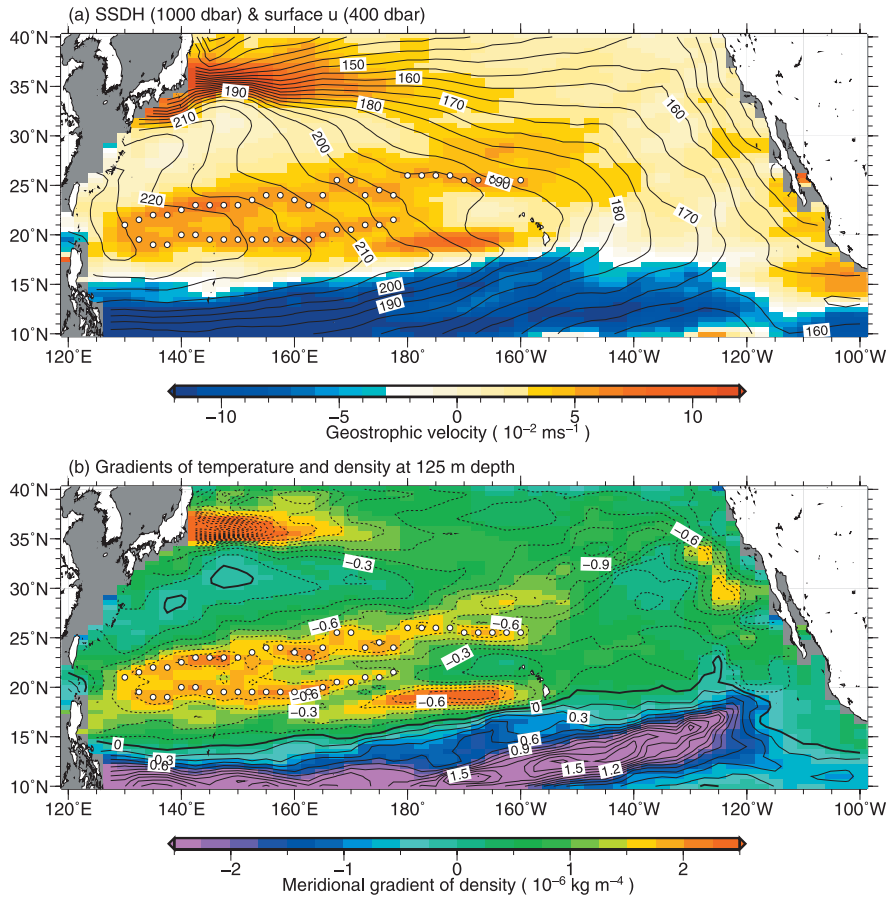 (a) SSDH (1000 dbar) & surface u (400 dbar)
40˚N
35˚N
30˚N
25˚N
20˚N
15˚N
10˚N
150
160
190
180
170
160
210
200
220
190
180
170
210
200
190
160
120˚E 140˚E 160˚E 180˚ 160˚W 140˚W 120˚W 100˚W
−10 −5 0 5 10
Geostrophic velocity ( 10⁻² ms⁻¹ )
(b) Gradients of temperature and density at 125 m depth
40˚N
35˚N
30˚N
25˚N
20˚N
15˚N
10˚N
−0.6
−0.3
−0.9
−0.6
−0.6
−0.3
−0.6
−0.6
−0.3
0
0.3
0
0.3
0.6
0.6
0.9
1.5
1.5
1.2
120˚E 140˚E 160˚E 180˚ 160˚W 140˚W 120˚W 100˚W
−2 −1 0 1 2
Meridional gradient of density ( 10⁻⁶ kg m⁻⁴ )